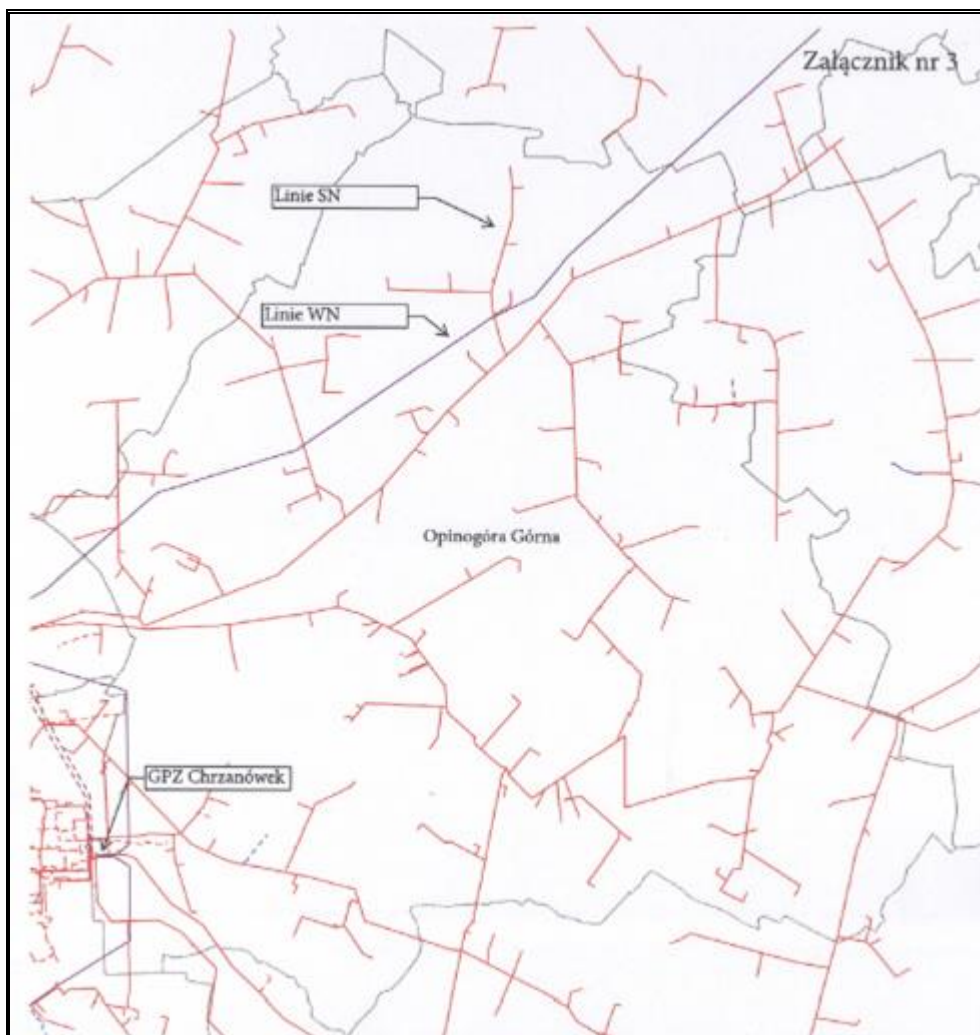 Załącznik nr 3
Linie SN
Linie WN
Opinogóra Górna
GPZ Chrzanówek